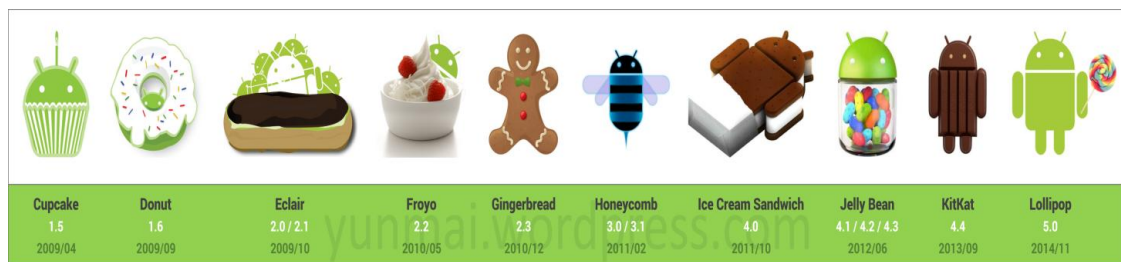 Cupcake Donut Eclair Froyo Gingerbread Honeycomb Ice Cream Sandwich Jelly Bean KitKat Lollipop
1.5 1.6 2.0 / 2.1 2.2 2.3 3.0 / 3.1 4.0 4.1 / 4.2 / 4.3 4.4 5.0
2009/04 2009/09 2009/10 2010/05 2010/12 2011/02 2011/10 2012/06 2013/09 2014/11
yunmai.wordpress.com